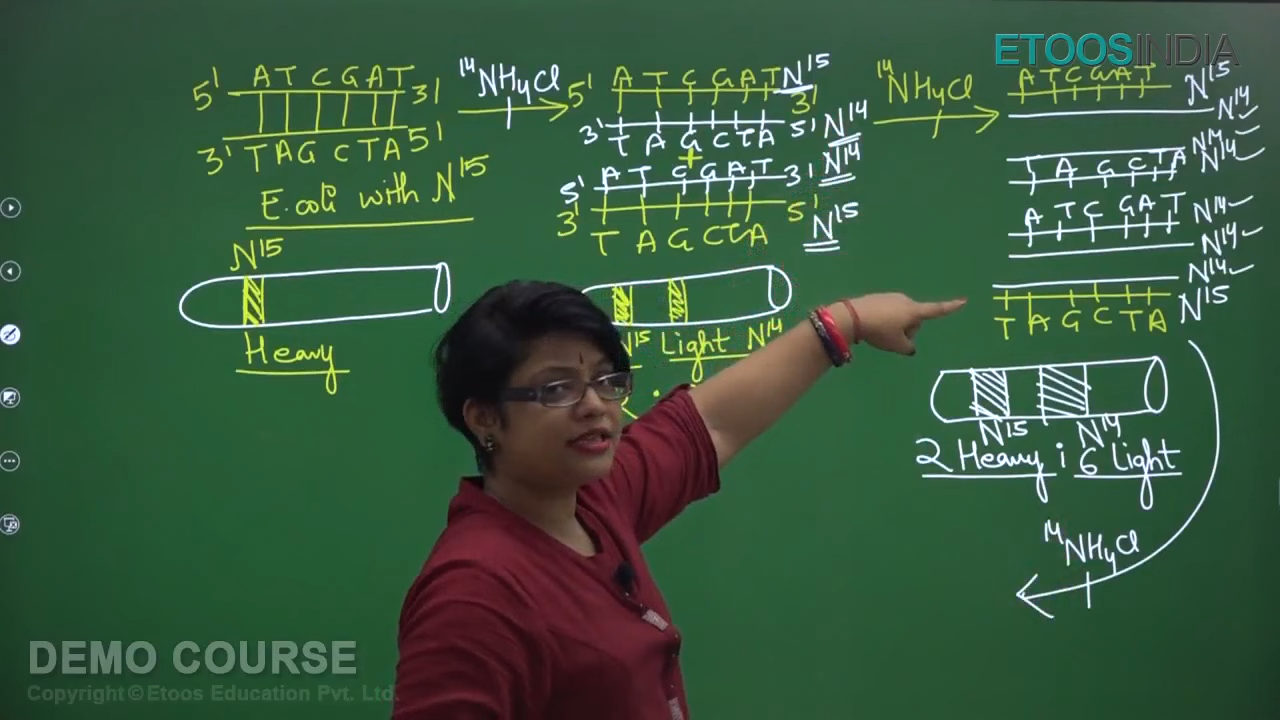 ETOOSINDIA
5' A T C G A T 3'
3' T A G C T A 5'
E.coli with N15
N15
Heavy
14NH4Cl
5' A T C G A T N15 3'
3' T A G C T A 5' N14
+
5' A T C G A T 3' N14
3' T A G C T A 5' N15
N15 Light N14
14NH4Cl
A T C G A T N15
N14
N14
T A G C T A N14
A T C G A T N14
N14
N14
T A G C T A N15
N15 N14
2 Heavy : 6 Light
14NH4Cl
DEMO COURSE
Copyright © Etoos Education Pvt. Ltd.